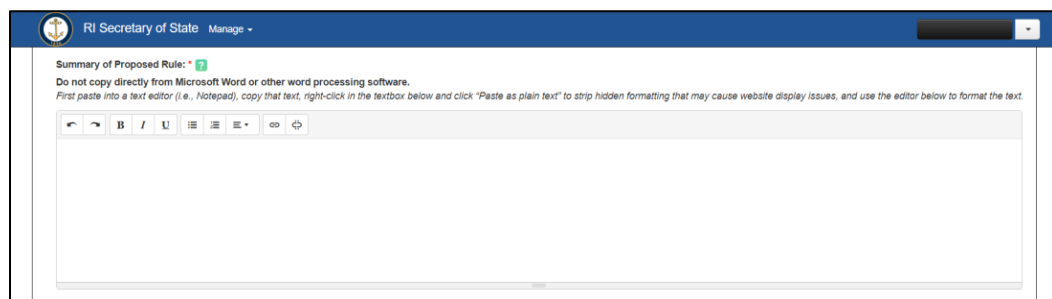 RI Secretary of State Manage
Summary of Proposed Rule: * ?
Do not copy directly from Microsoft Word or other word processing software.
First paste into a text editor (i.e., Notepad), copy that text, right-click in the textbox below and click "Paste as plain text" to strip hidden formatting that may cause website display issues, and use the editor below to format the text.
B I U